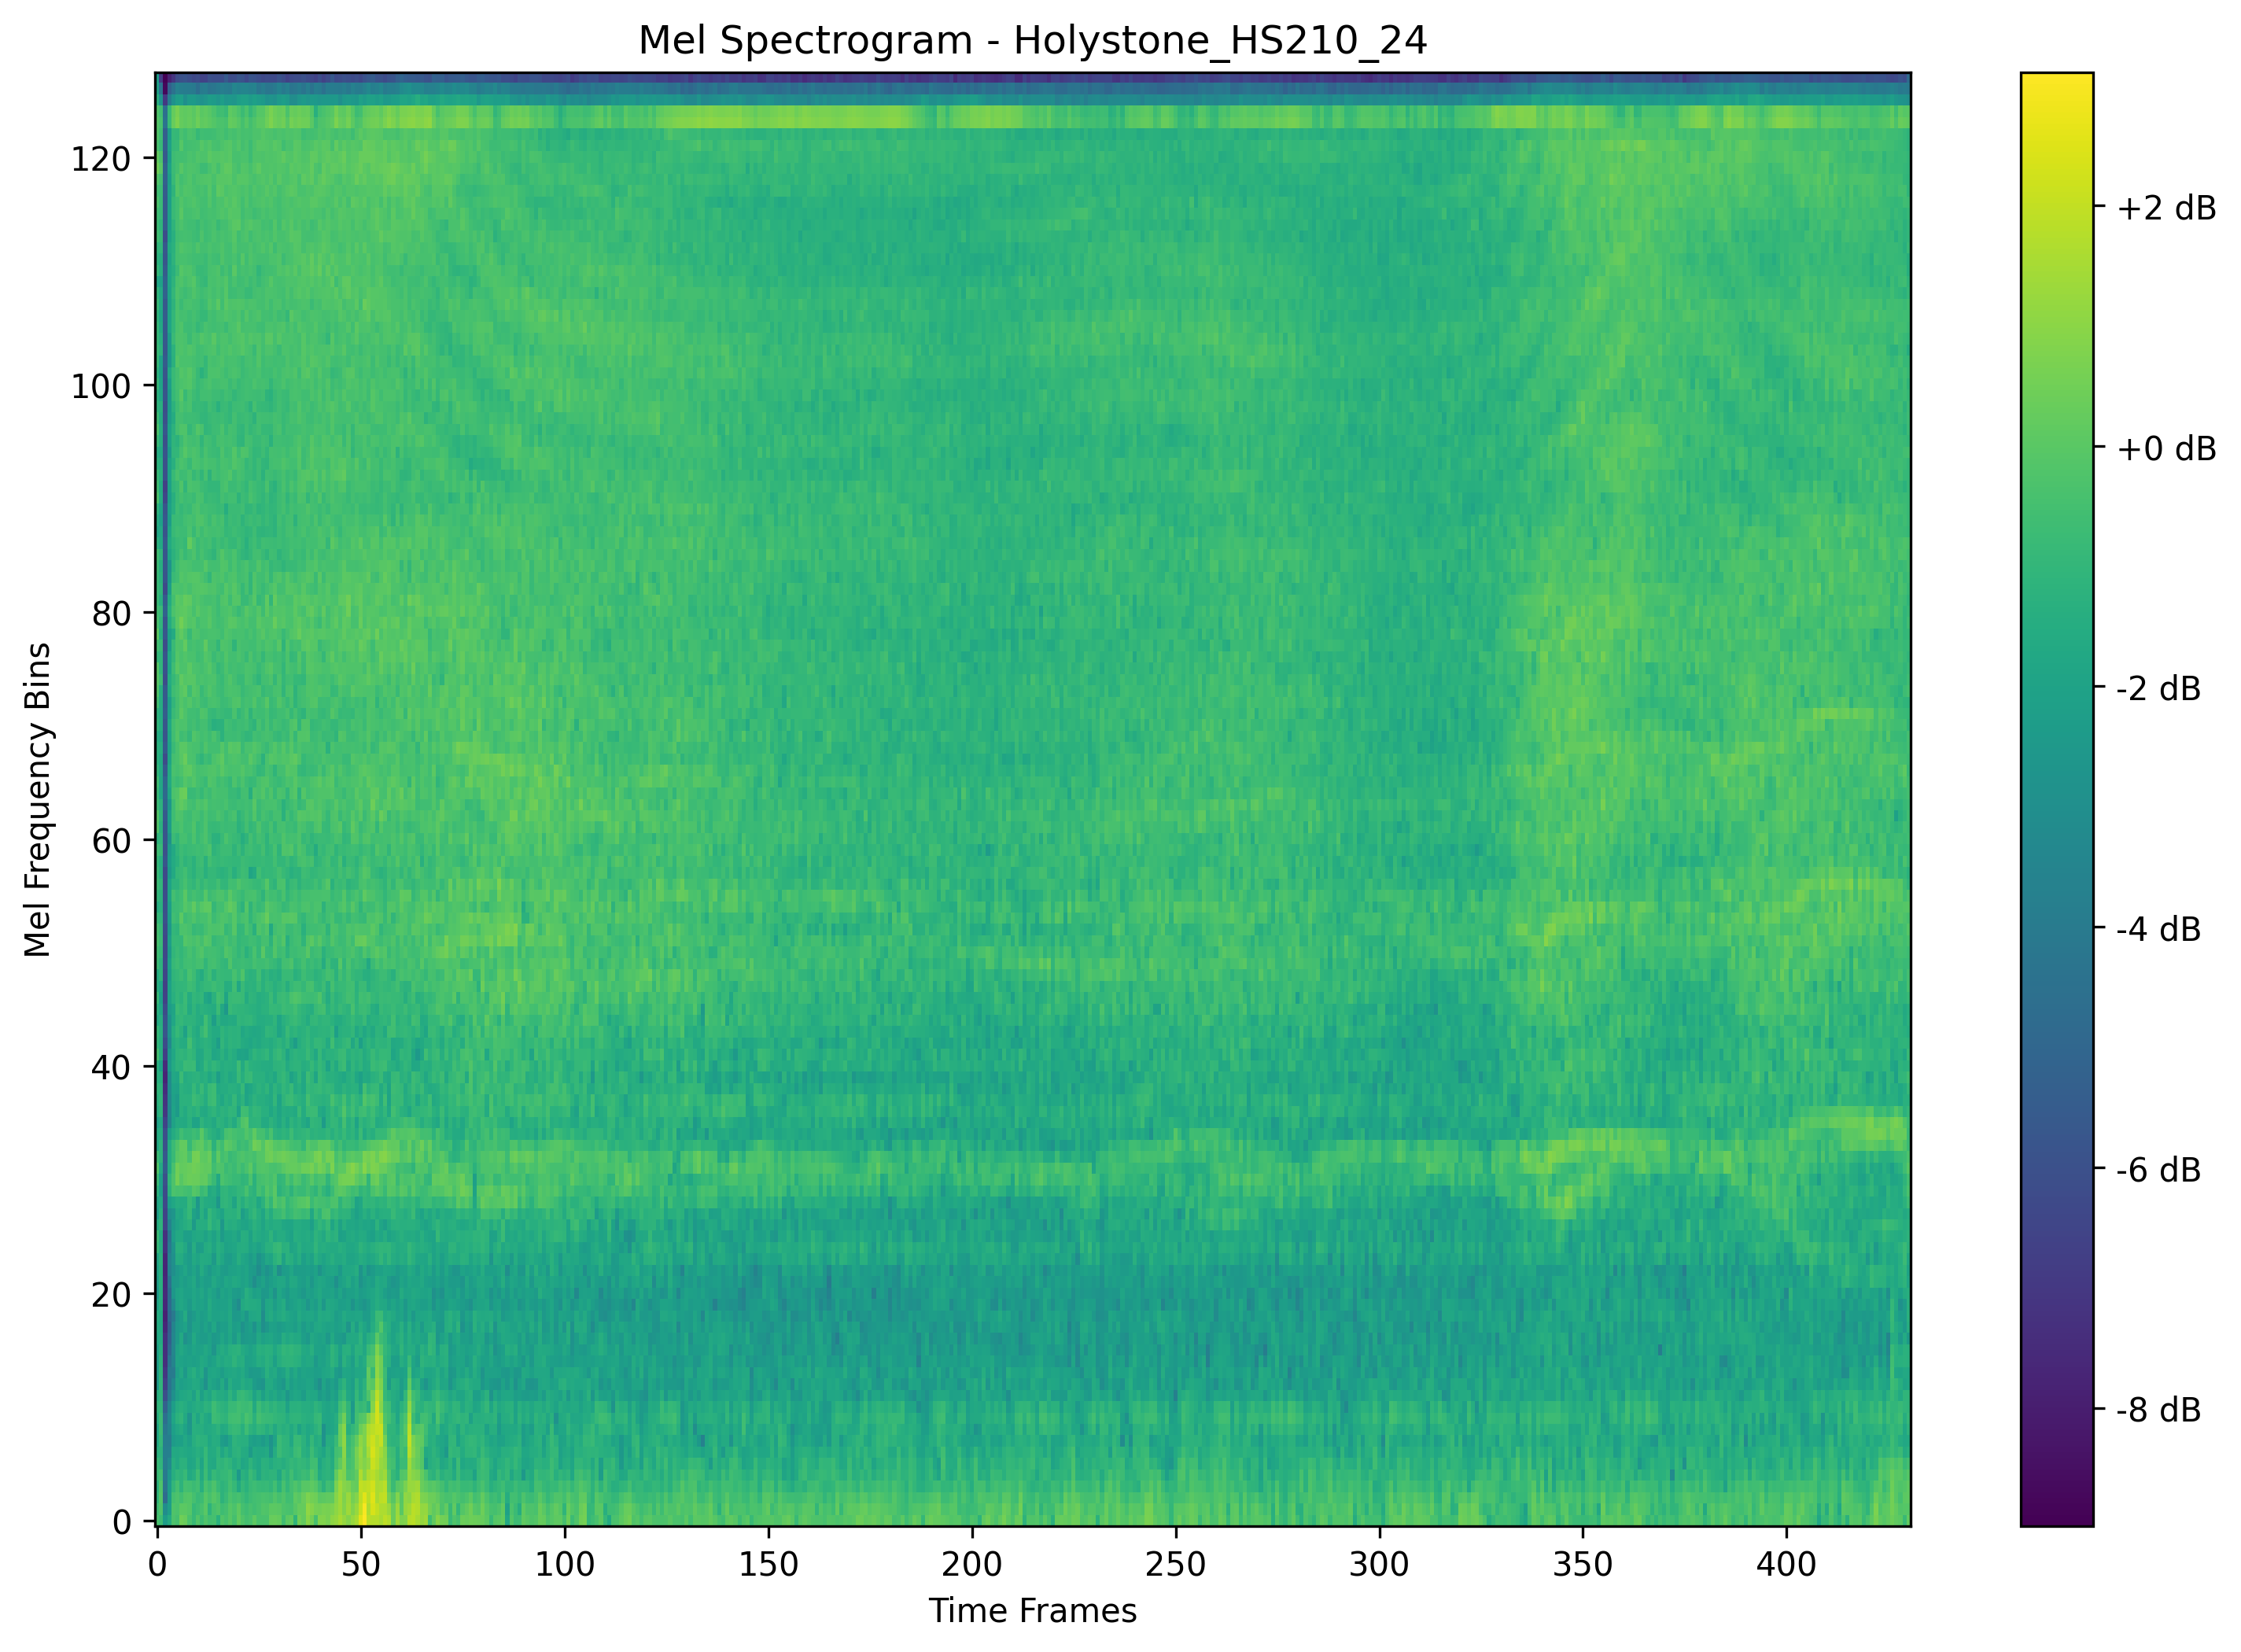 Mel Spectrogram - Holystone_HS210_24
Mel Frequency Bins
120
100
80
60
40
20
0
0 50 100 150 200 250 300 350 400
Time Frames
+2 dB
+0 dB
-2 dB
-4 dB
-6 dB
-8 dB